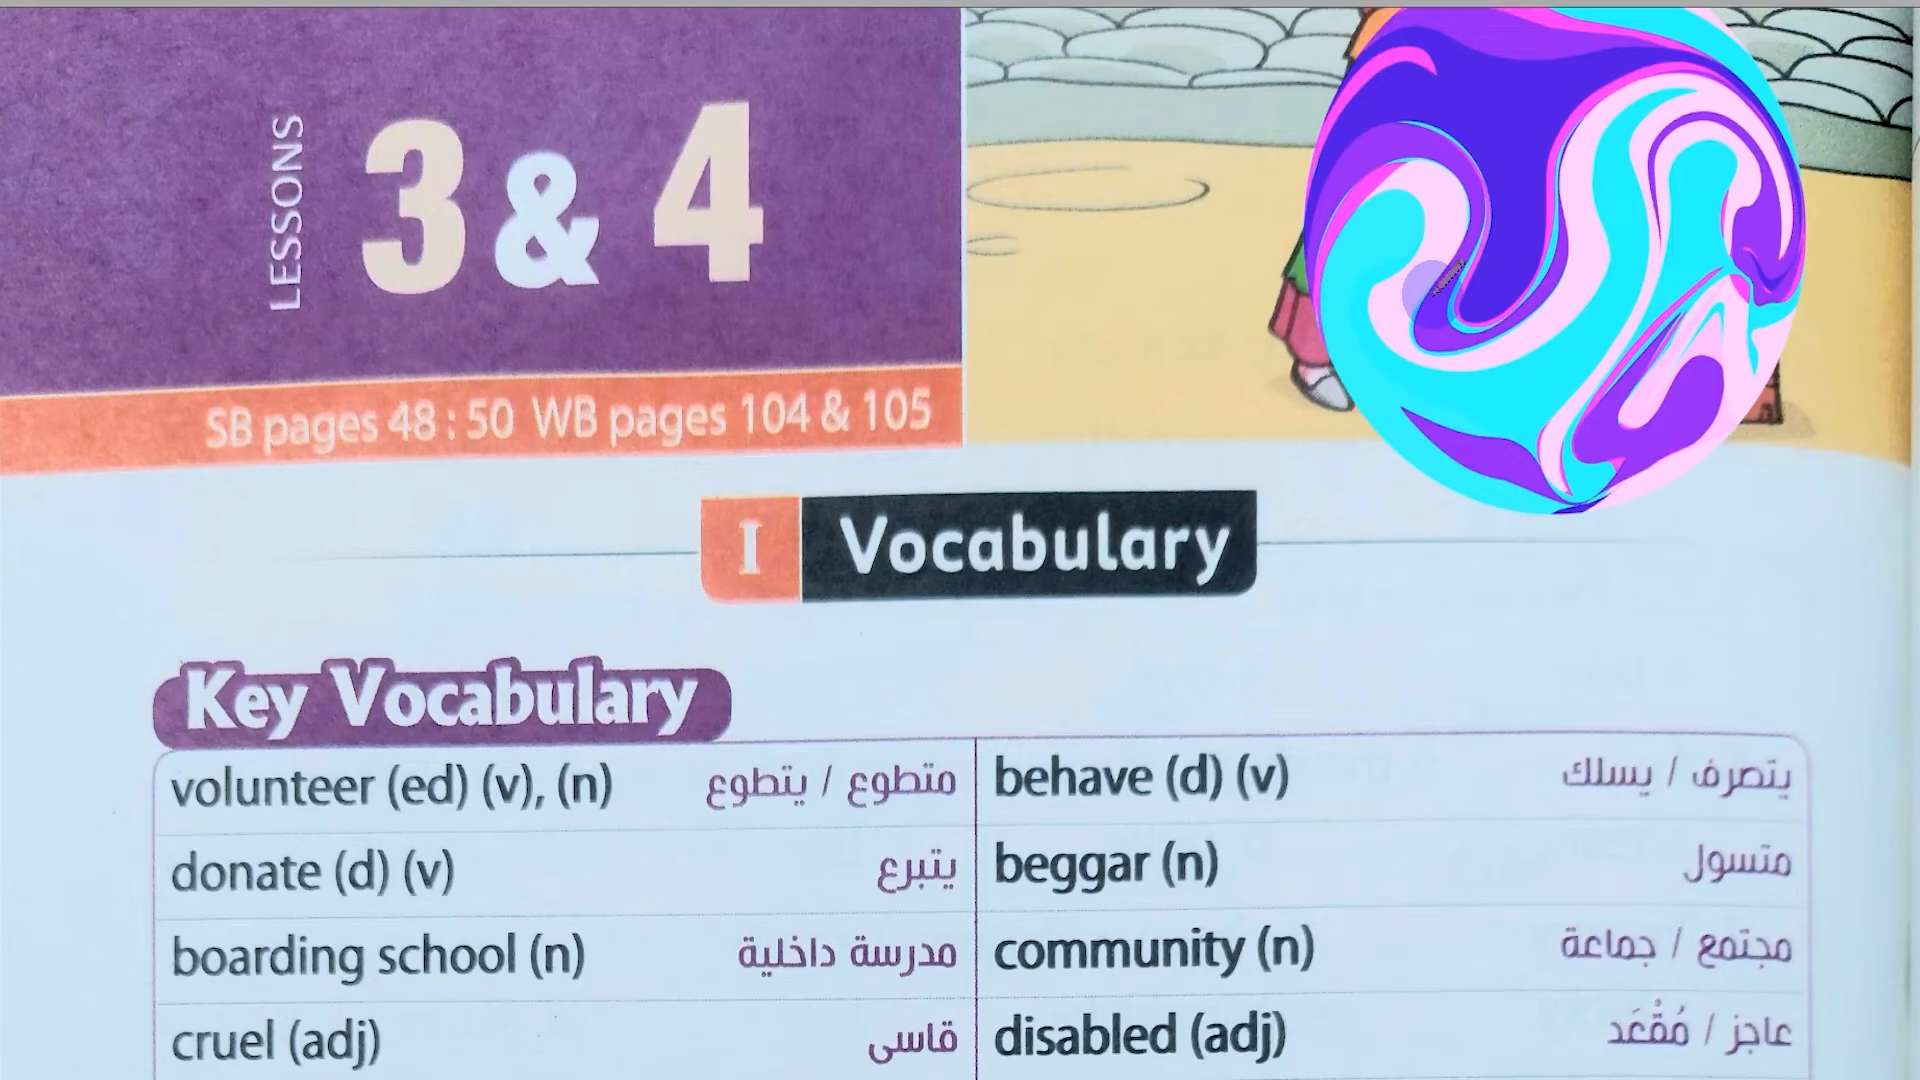 LESSONS
3 & 4
SB pages 48 : 50 WB pages 104 & 105
I Vocabulary
Key Vocabulary
volunteer (ed) (v), (n) متطوع / يتطوع
behave (d) (v) يتصرف / يسلك
donate (d) (v) يتبرع
beggar (n) متسول
boarding school (n) مدرسة داخلية
community (n) مجتمع / جماعة
cruel (adj) قاسى
disabled (adj) عاجز / مُقْعَد